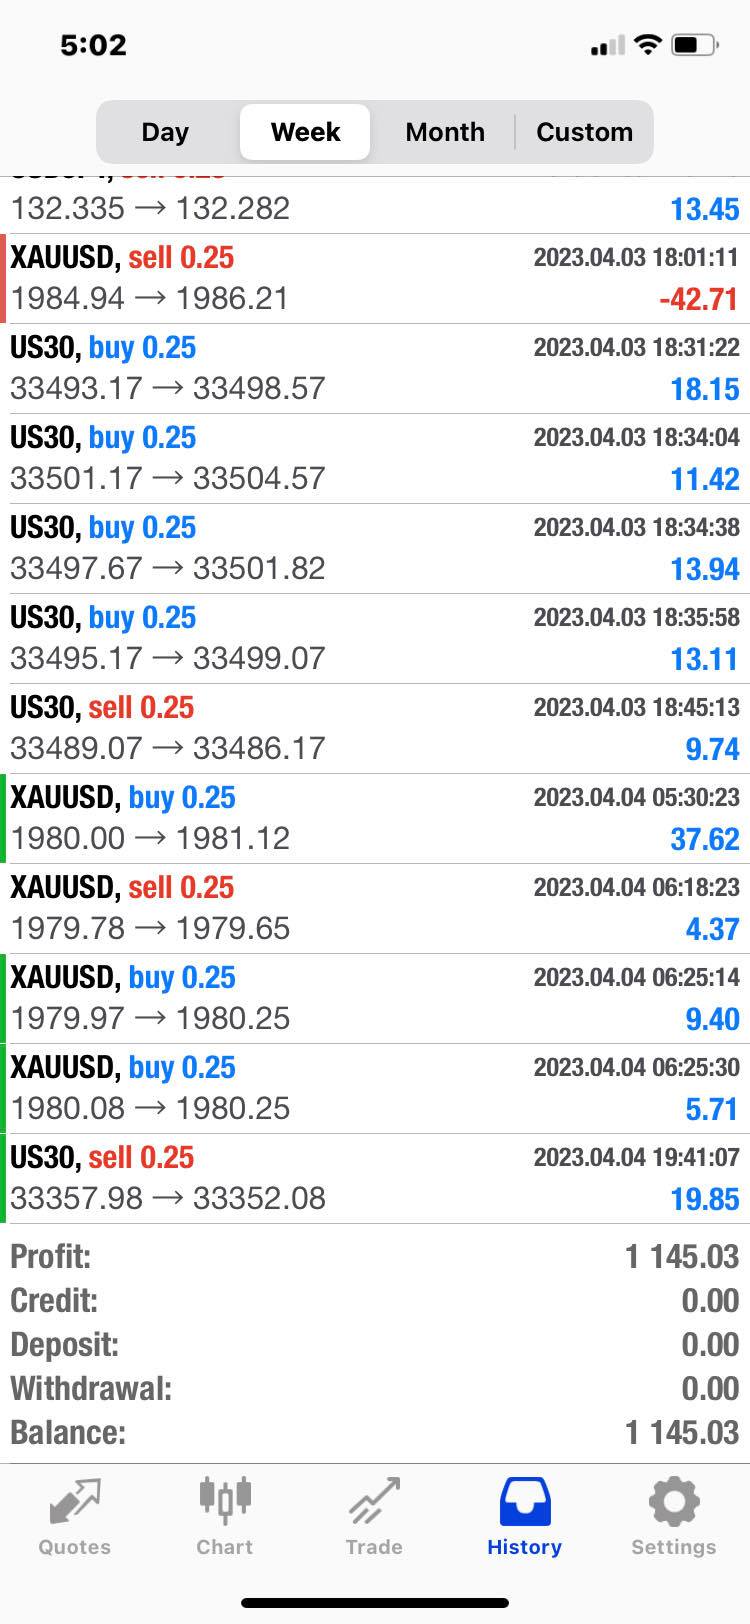 5:02
Day Week Month Custom
132.335 → 132.282 13.45
XAUUSD, sell 0.25 2023.04.03 18:01:11
1984.94 → 1986.21 -42.71
US30, buy 0.25 2023.04.03 18:31:22
33493.17 → 33498.57 18.15
US30, buy 0.25 2023.04.03 18:34:04
33501.17 → 33504.57 11.42
US30, buy 0.25 2023.04.03 18:34:38
33497.67 → 33501.82 13.94
US30, buy 0.25 2023.04.03 18:35:58
33495.17 → 33499.07 13.11
US30, sell 0.25 2023.04.03 18:45:13
33489.07 → 33486.17 9.74
XAUUSD, buy 0.25 2023.04.04 05:30:23
1980.00 → 1981.12 37.62
XAUUSD, sell 0.25 2023.04.04 06:18:23
1979.78 → 1979.65 4.37
XAUUSD, buy 0.25 2023.04.04 06:25:14
1979.97 → 1980.25 9.40
XAUUSD, buy 0.25 2023.04.04 06:25:30
1980.08 → 1980.25 5.71
US30, sell 0.25 2023.04.04 19:41:07
33357.98 → 33352.08 19.85
Profit: 1 145.03
Credit: 0.00
Deposit: 0.00
Withdrawal: 0.00
Balance: 1 145.03
Quotes Chart Trade History Settings